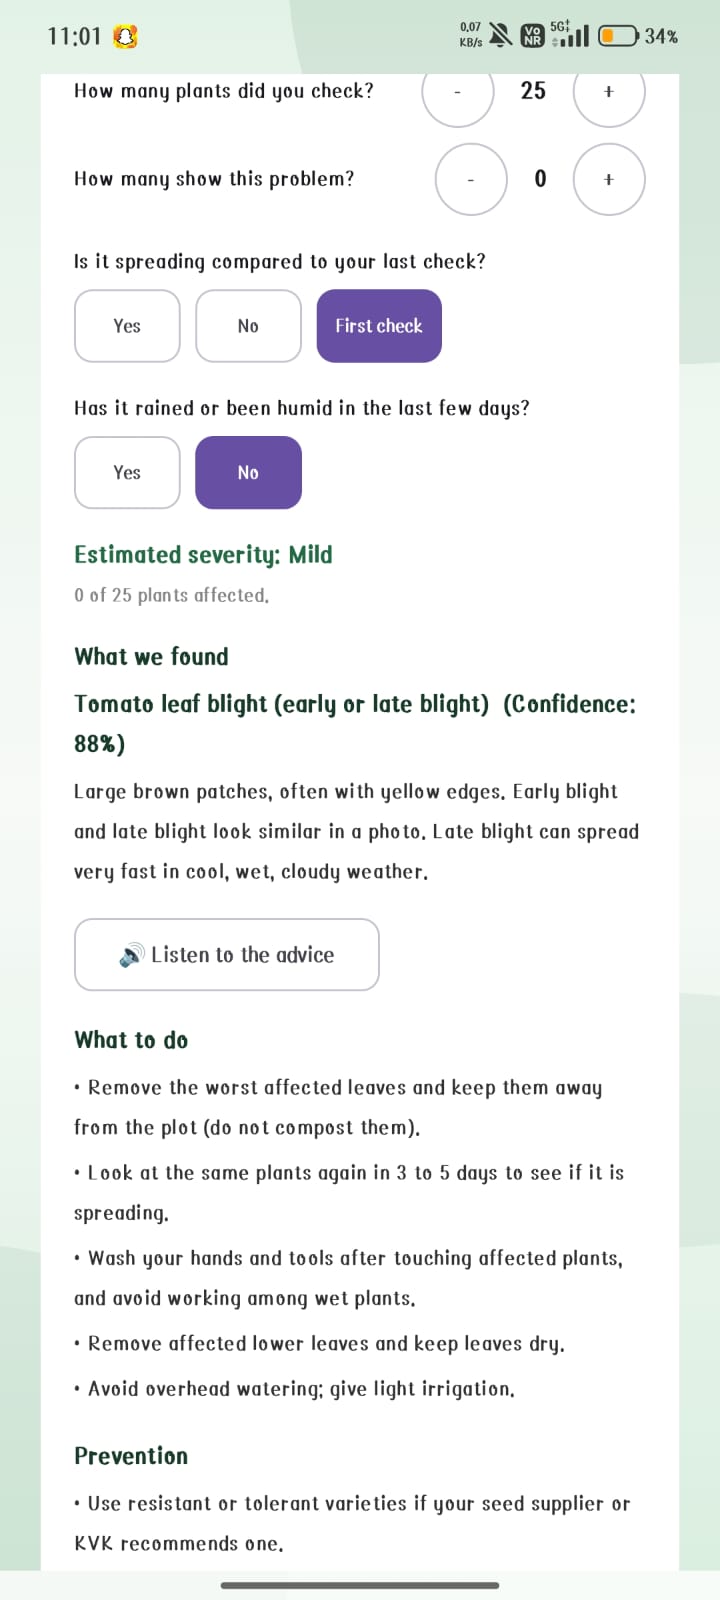 11:01
0,07
KB/s
VO
NR
5G‡
34%
How many plants did you check?
-
25
+
How many show this problem?
-
0
+
Is it spreading compared to your last check?
Yes
No
First check
Has it rained or been humid in the last few days?
Yes
No
Estimated severity: Mild
0 of 25 plants affected.
What we found
Tomato leaf blight (early or late blight) (Confidence:
88%)
Large brown patches, often with yellow edges. Early blight
and late blight look similar in a photo. Late blight can spread
very fast in cool, wet, cloudy weather.
Listen to the advice
What to do
• Remove the worst affected leaves and keep them away
from the plot (do not compost them).
• Look at the same plants again in 3 to 5 days to see if it is
spreading.
• Wash your hands and tools after touching affected plants,
and avoid working among wet plants.
• Remove affected lower leaves and keep leaves dry.
• Avoid overhead watering; give light irrigation.
Prevention
• Use resistant or tolerant varieties if your seed supplier or
KVK recommends one.